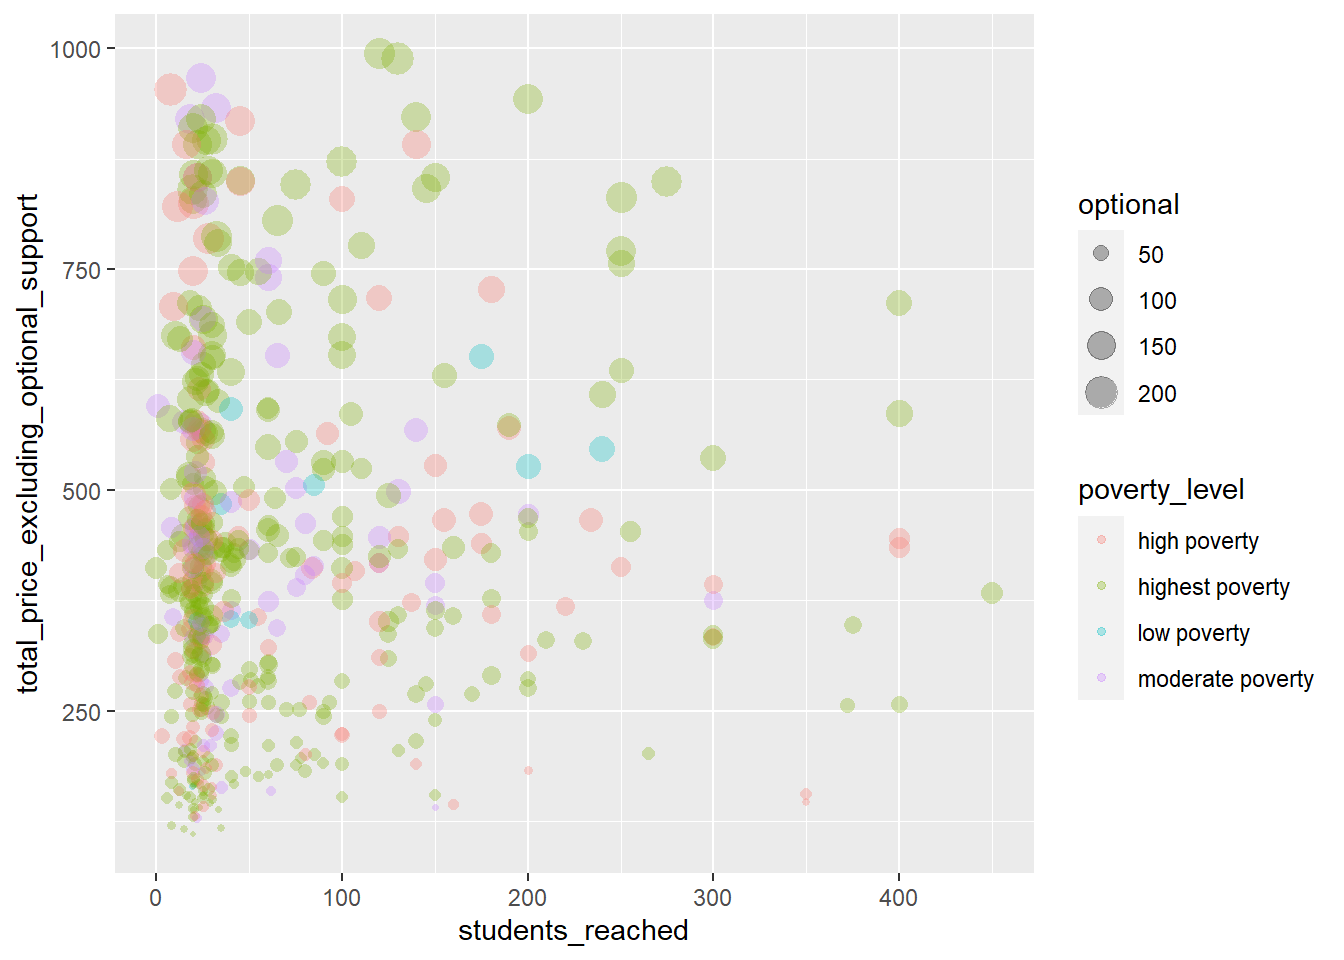 total_price_excluding_optional_support
1000
750
500
250
0
100
200
300
400
students_reached
optional
50
100
150
200
poverty_level
high poverty
highest poverty
low poverty
moderate poverty